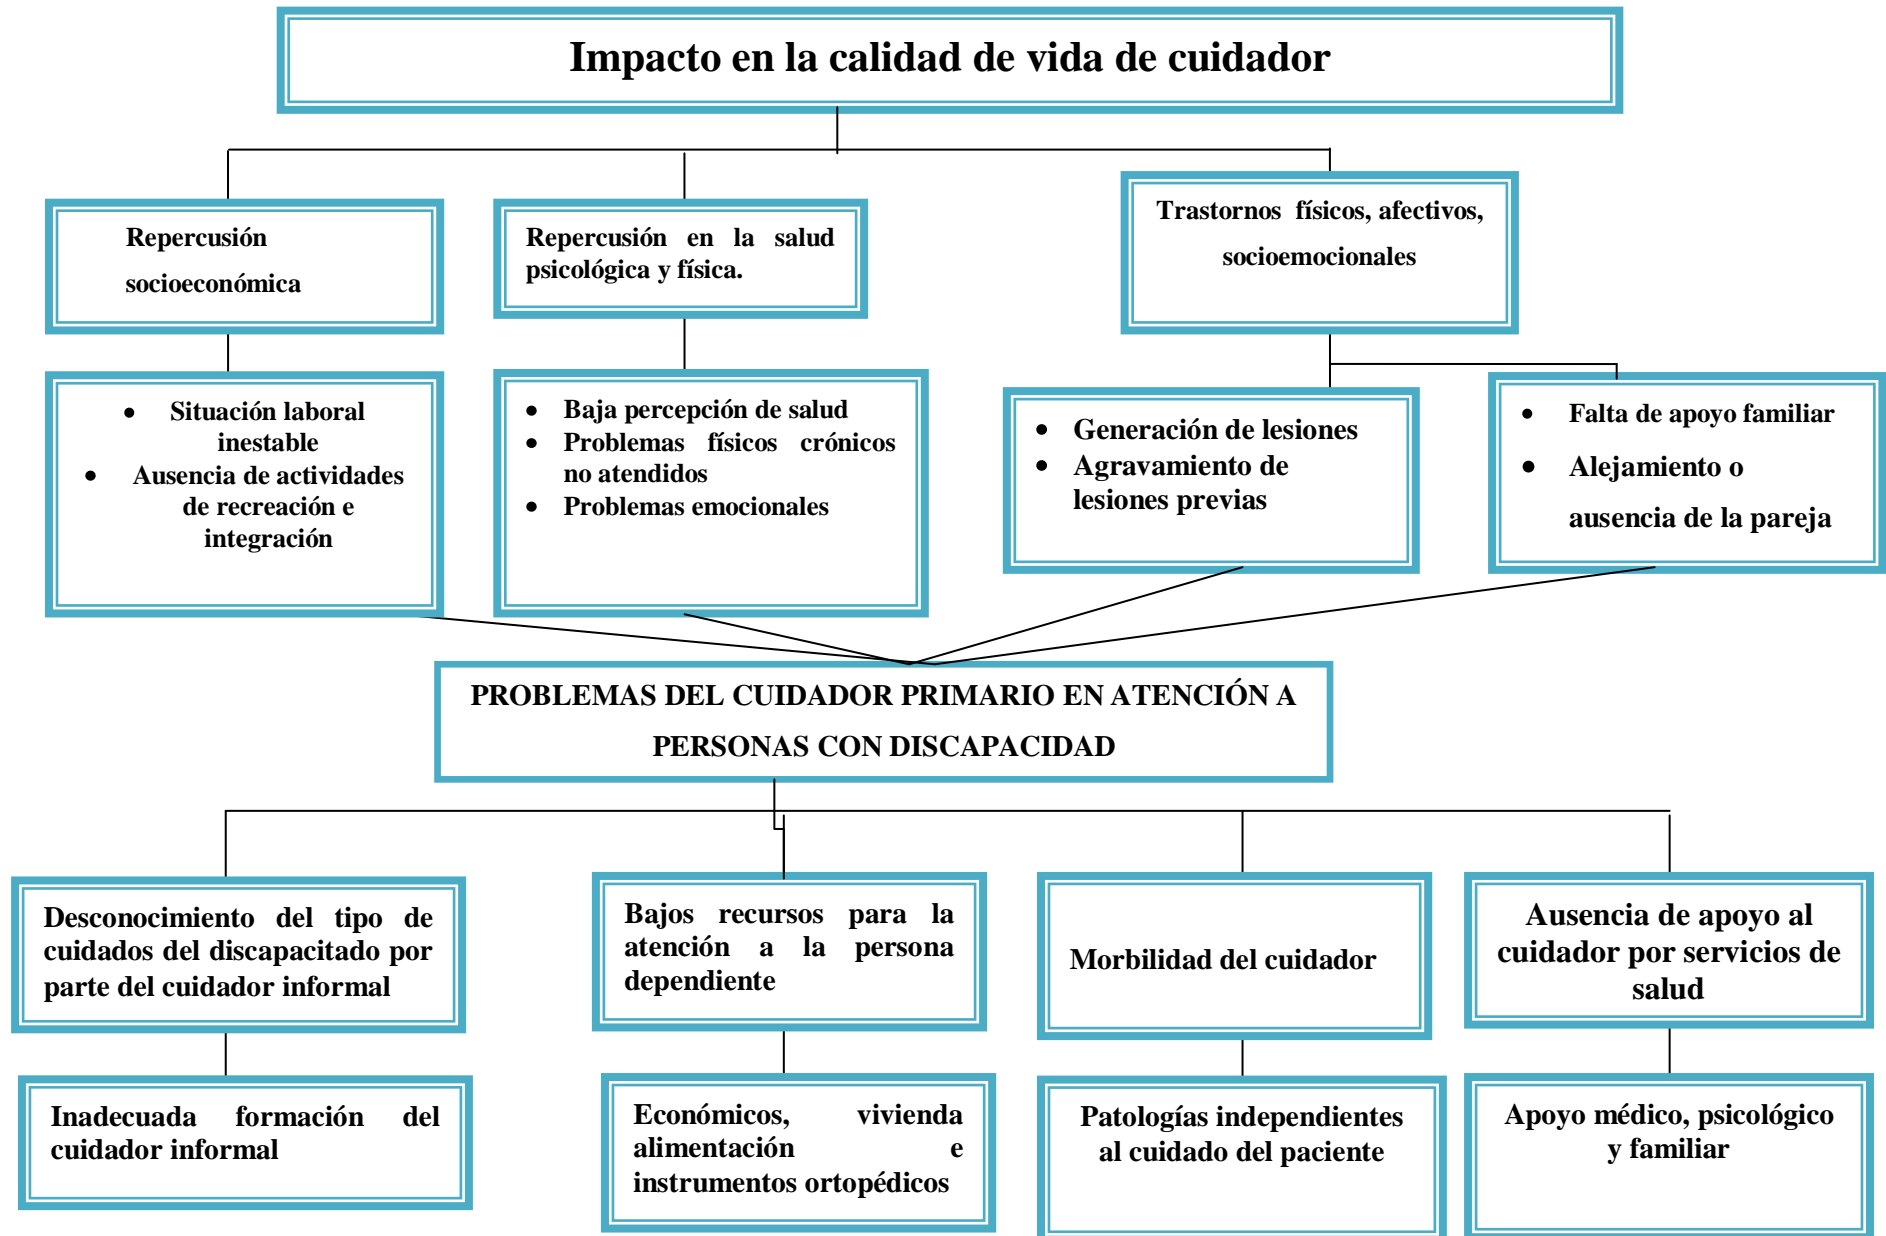 Impacto en la calidad de vida de cuidador
Repercusión
socioeconómica
Repercusión en la salud
psicológica y física.
Trastornos físicos, afectivos,
socioemocionales
• Situación laboral
inestable
• Ausencia de actividades
de recreación e
integración
• Baja percepción de salud
• Problemas físicos crónicos
no atendidos
• Problemas emocionales
• Generación de lesiones
• Agravamiento de
lesiones previas
• Falta de apoyo familiar
• Alejamiento o
ausencia de la pareja
PROBLEMAS DEL CUIDADOR PRIMARIO EN ATENCIÓN A
PERSONAS CON DISCAPACIDAD
Desconocimiento del tipo de
cuidados del discapacitado por
parte del cuidador informal
Bajos recursos para la
atención a la persona
dependiente
Morbilidad del cuidador
Ausencia de apoyo al
cuidador por servicios de
salud
Inadecuada formación del
cuidador informal
Económicos, vivienda
alimentación e
instrumentos ortopédicos
Patologías independientes
al cuidado del paciente
Apoyo médico, psicológico
y familiar